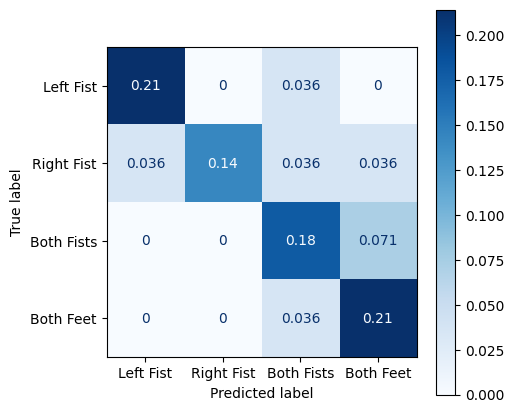 0.200
Left Fist 0.21 0 0.036 0
0.175
0.150
Right Fist 0.036 0.14 0.036 0.036
0.125
True label
0.100
Both Fists 0 0 0.18 0.071
0.075
0.050
Both Feet 0 0 0.036 0.21
0.025
0.000
Left Fist Right Fist Both Fists Both Feet
Predicted label